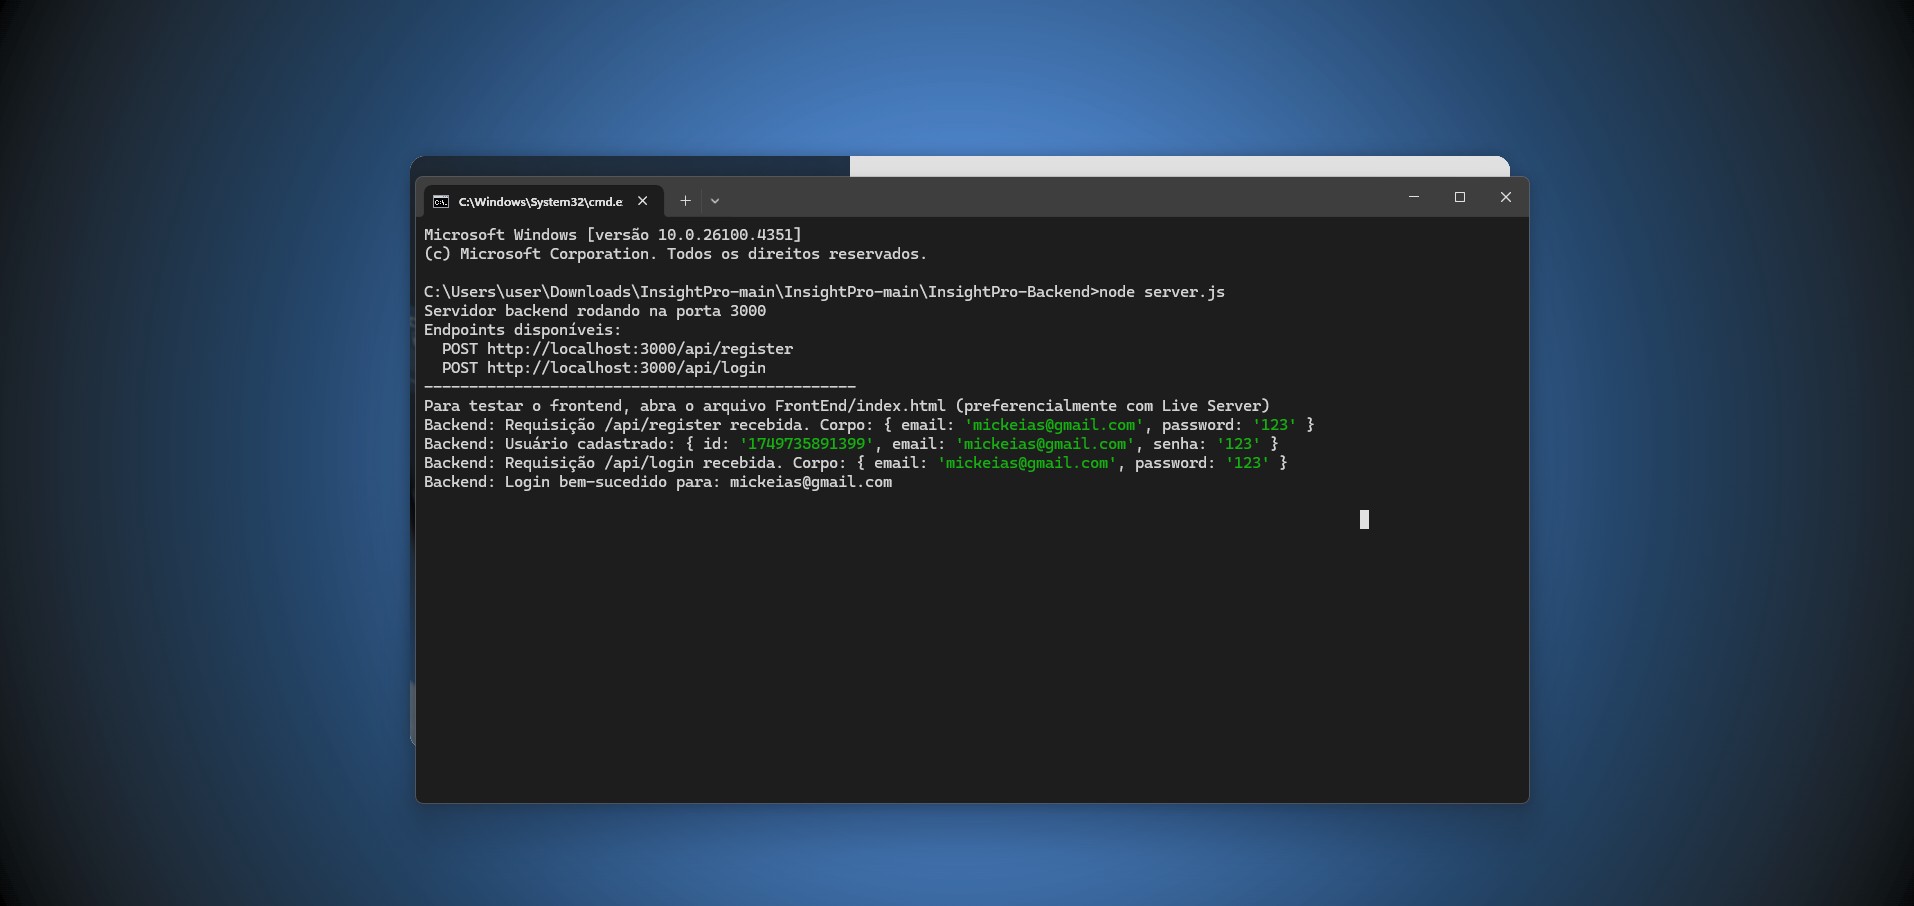 C:\Windows\System32\cmd.e
Microsoft Windows [versão 10.0.26100.4351]
(c) Microsoft Corporation. Todos os direitos reservados.
C:\Users\user\Downloads\InsightPro-main\InsightPro-main\InsightPro-Backend>node server.js
Servidor backend rodando na porta 3000
Endpoints disponíveis:
  POST http://localhost:3000/api/register
  POST http://localhost:3000/api/login
------------------------------------------------
Para testar o frontend, abra o arquivo FrontEnd/index.html (preferencialmente com Live Server)
Backend: Requisição /api/register recebida. Corpo: { email: 'mickeias@gmail.com', password: '123' }
Backend: Usuário cadastrado: { id: '1749735891399', email: 'mickeias@gmail.com', senha: '123' }
Backend: Requisição /api/login recebida. Corpo: { email: 'mickeias@gmail.com', password: '123' }
Backend: Login bem-sucedido para: mickeias@gmail.com